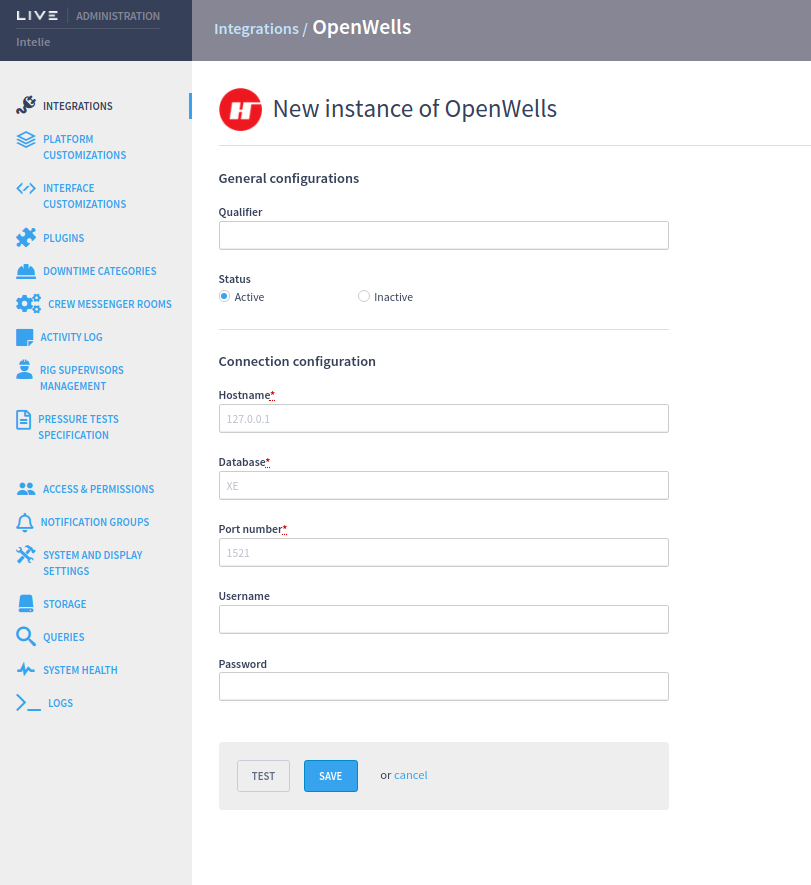 LIVE ADMINISTRATION
Intelie
Integrations / OpenWells
INTEGRATIONS
PLATFORM
CUSTOMIZATIONS
INTERFACE
CUSTOMIZATIONS
PLUGINS
DOWNTIME CATEGORIES
CREW MESSENGER ROOMS
ACTIVITY LOG
RIG SUPERVISORS
MANAGEMENT
PRESSURE TESTS
SPECIFICATION
ACCESS & PERMISSIONS
NOTIFICATION GROUPS
SYSTEM AND DISPLAY
SETTINGS
STORAGE
QUERIES
SYSTEM HEALTH
LOGS
H
New instance of OpenWells
General configurations
Qualifier
Status
Active Inactive
Connection configuration
Hostname*
127.0.0.1
Database*
XE
Port number*
1521
Username
Password
TEST SAVE or cancel